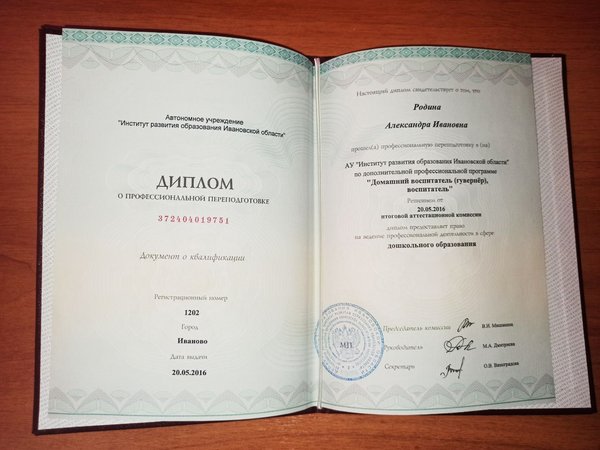 Автономное учреждение
"Институт развития образования Ивановской области"
ДИПЛОМ
О ПРОФЕССИОНАЛЬНОЙ ПЕРЕПОДГОТОВКЕ
372404019751
Документ о квалификации
Регистрационный номер
1202
Город
Иваново
Дата выдачи
20.05.2016
Настоящий диплом свидетельствует о том, что
Родина
Александра Ивановна
прошел(а) профессиональную переподготовку в (на)
АУ "Институт развития образования Ивановской области"
по дополнительной профессиональной программе
"Домашний воспитатель (гувернёр),
воспитатель"
Решением от
20.05.2016
итоговой аттестационной комиссии
диплом предоставляет право
на ведение профессиональной деятельности в сфере
дошкольного образования
Председатель комиссии
Руководитель М.А. Дмитриева
Секретарь О.В. Виноградова
М.П.